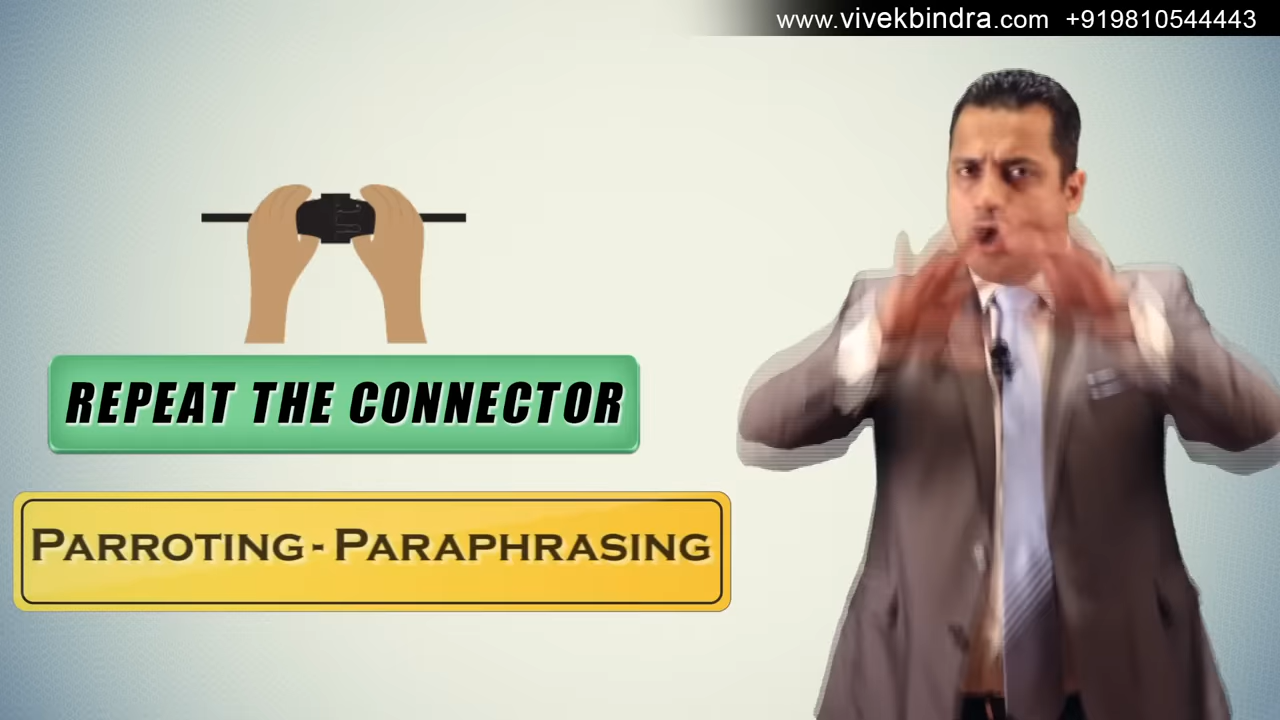 www.vivekbindra.com +919810544443
REPEAT THE CONNECTOR
PARROTING - PARAPHRASING